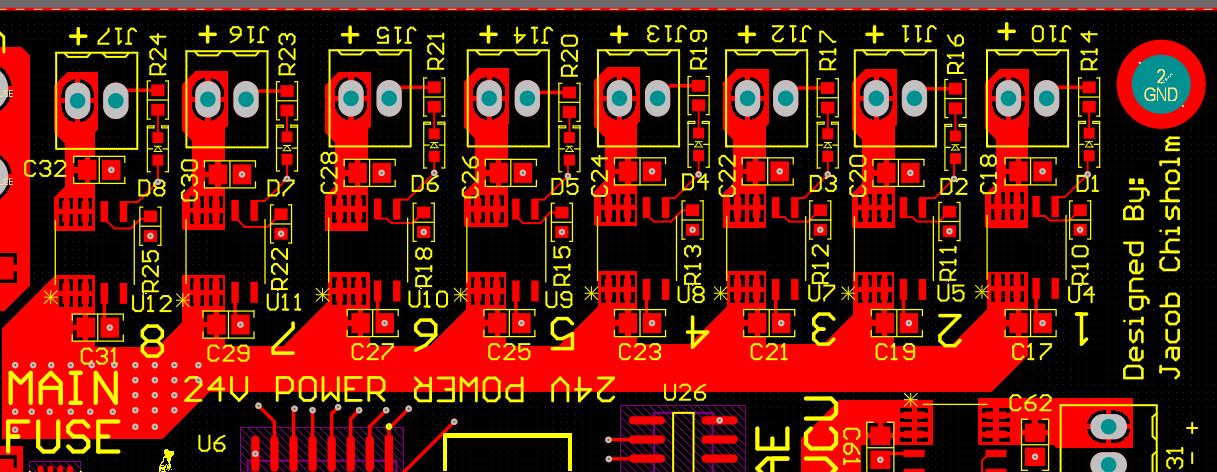 J17 + R24
J16 + R23
J15 + R21
J14 + R20
J13 + R19
J12 + R17
J11 + R16
J10 + R14
2
GND
C32 D8
C30 D7
C28 D6
C26 D5
C24 D4
C22 D3
C20 D2
C18 D1
R25 U12
R22 U11
R18 U10
R15 U9
R13 U8
R12 U7
R11 U5
R10 U4
C31 8
C29 7
C27 6
C25 5
C23 4
C21 3
C19 2
C17 1
Designed By:
Jacob Chisholm
MAIN
FUSE
24V POWER
24V POWER
U6
U26
VCU
C61
C62
31 - +